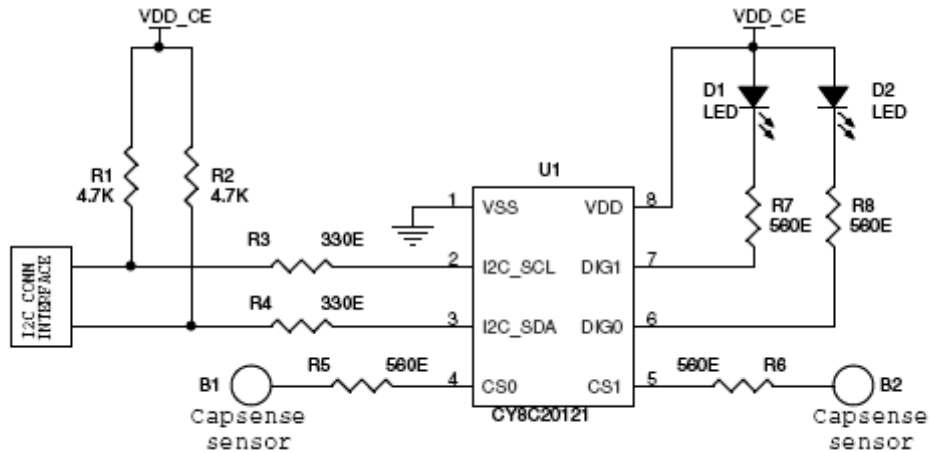 VDD_CE
VDD_CE
D1
LED
D2
LED
R1
4.7K
R2
4.7K
U1
1
VSS
VDD
8
R7
560E
R8
560E
R3
330E
2
I2C_SCL
DIG1
7
I2C CONN
INTERFACE
R4
330E
3
I2C_SDA
DIG0
6
B1
R5
560E
4
CS0
CS1
5
560E
R6
B2
Capsense
sensor
CY8C20121
Capsense
sensor